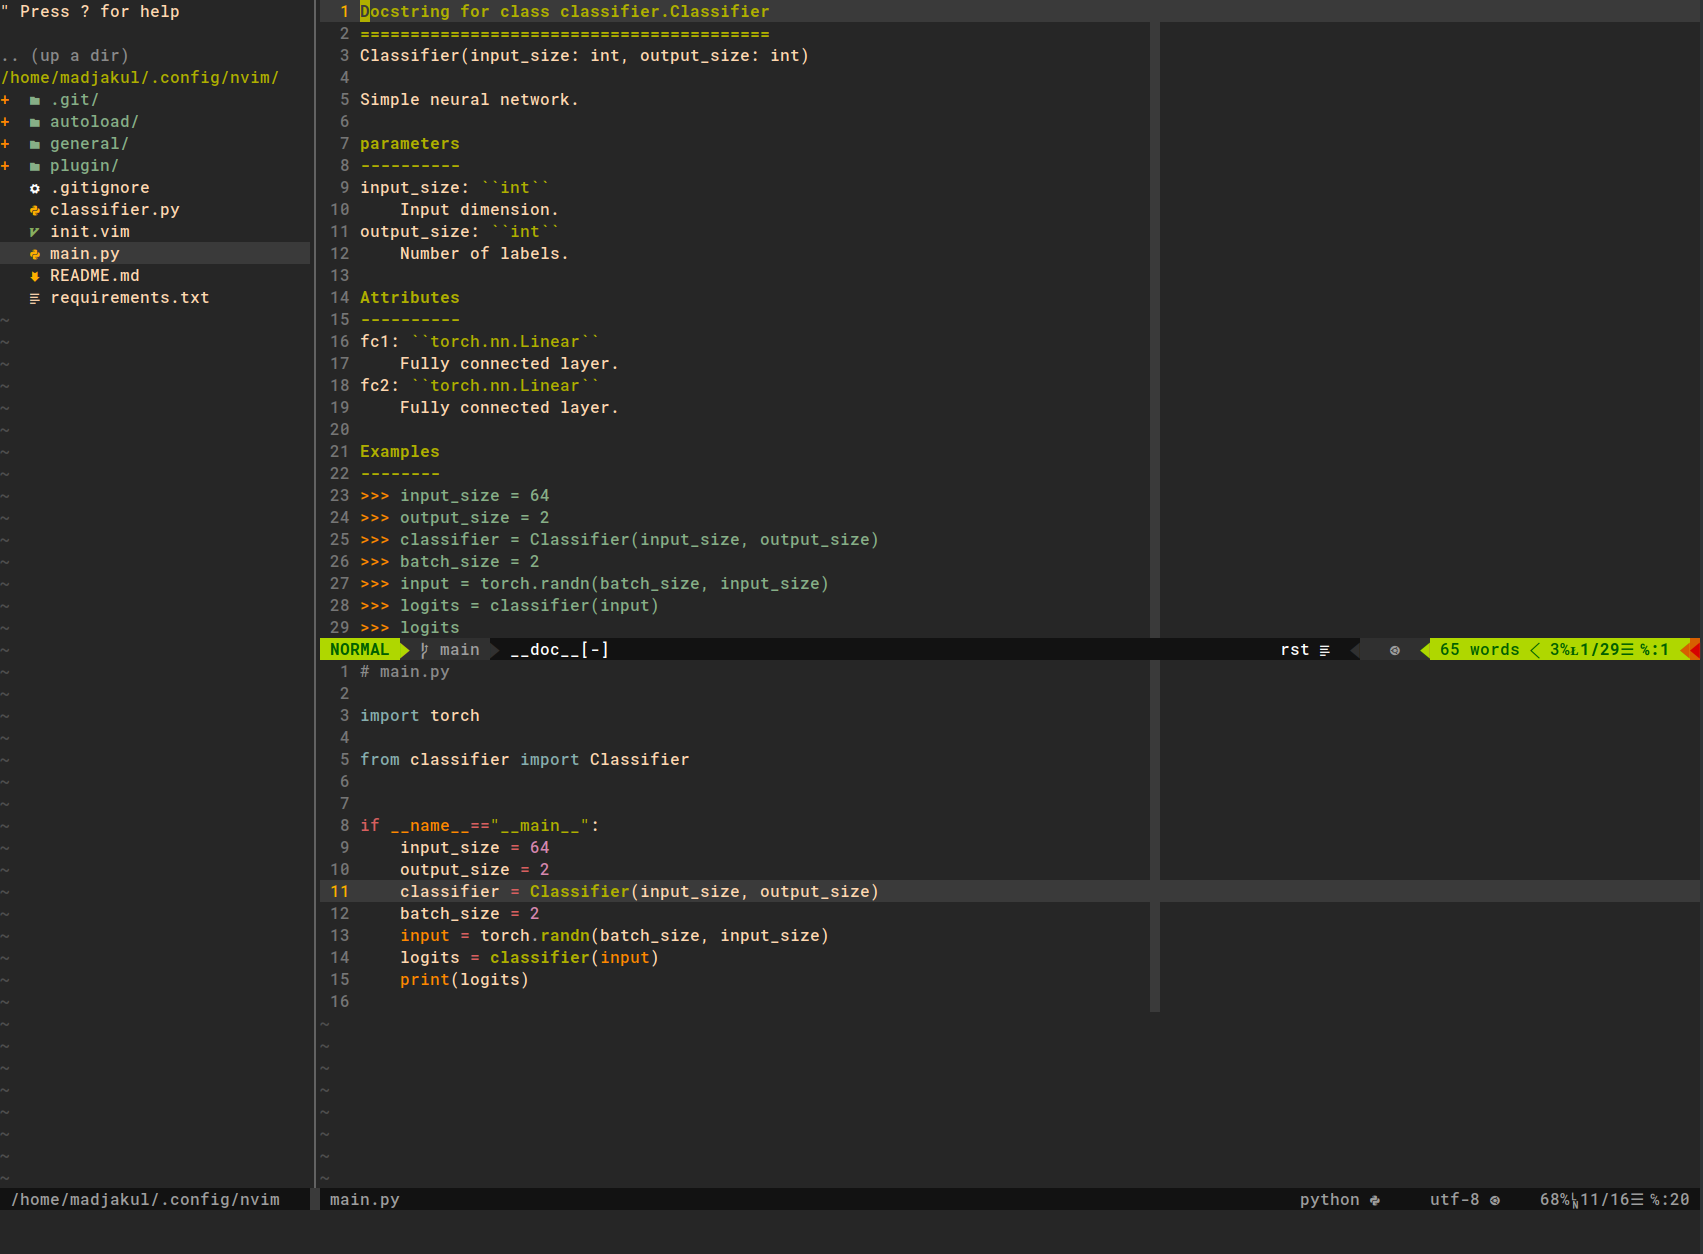 " Press ? for help
.. (up a dir)
/home/madjakul/.config/nvim/
+ .git/
+ autoload/
+ general/
+ plugin/
.gitignore
classifier.py
init.vim
main.py
README.md
requirements.txt
1 Docstring for class classifier.Classifier
2 =========================================
3 Classifier(input_size: int, output_size: int)
4
5 Simple neural network.
6
7 parameters
8 ----------
9 input_size: ``int``
10     Input dimension.
11 output_size: ``int``
12     Number of labels.
13
14 Attributes
15 ----------
16 fc1: ``torch.nn.Linear``
17     Fully connected layer.
18 fc2: ``torch.nn.Linear``
19     Fully connected layer.
20
21 Examples
22 --------
23 >>> input_size = 64
24 >>> output_size = 2
25 >>> classifier = Classifier(input_size, output_size)
26 >>> batch_size = 2
27 >>> input = torch.randn(batch_size, input_size)
28 >>> logits = classifier(input)
29 >>> logits
NORMAL main __doc__[-] rst 65 words 3% 1/29☰ %:1
1 # main.py
2
3 import torch
4
5 from classifier import Classifier
6
7
8 if __name__=="__main__":
9     input_size = 64
10     output_size = 2
11     classifier = Classifier(input_size, output_size)
12     batch_size = 2
13     input = torch.randn(batch_size, input_size)
14     logits = classifier(input)
15     print(logits)
16
/home/madjakul/.config/nvim main.py python utf-8 68% 11/16☰ %:20